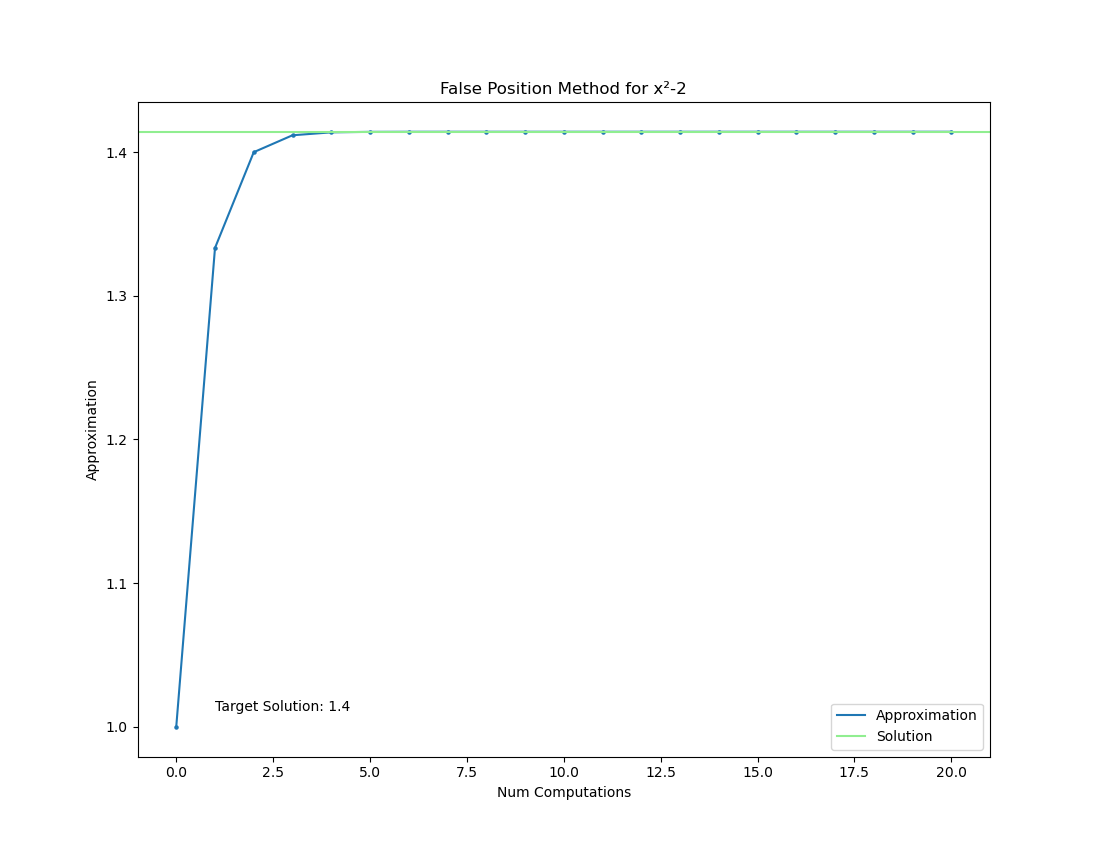 False Position Method for x²-2
Approximation
1.4
1.3
1.2
1.1
1.0
Target Solution: 1.4
Approximation
Solution
0.0 2.5 5.0 7.5 10.0 12.5 15.0 17.5 20.0
Num Computations